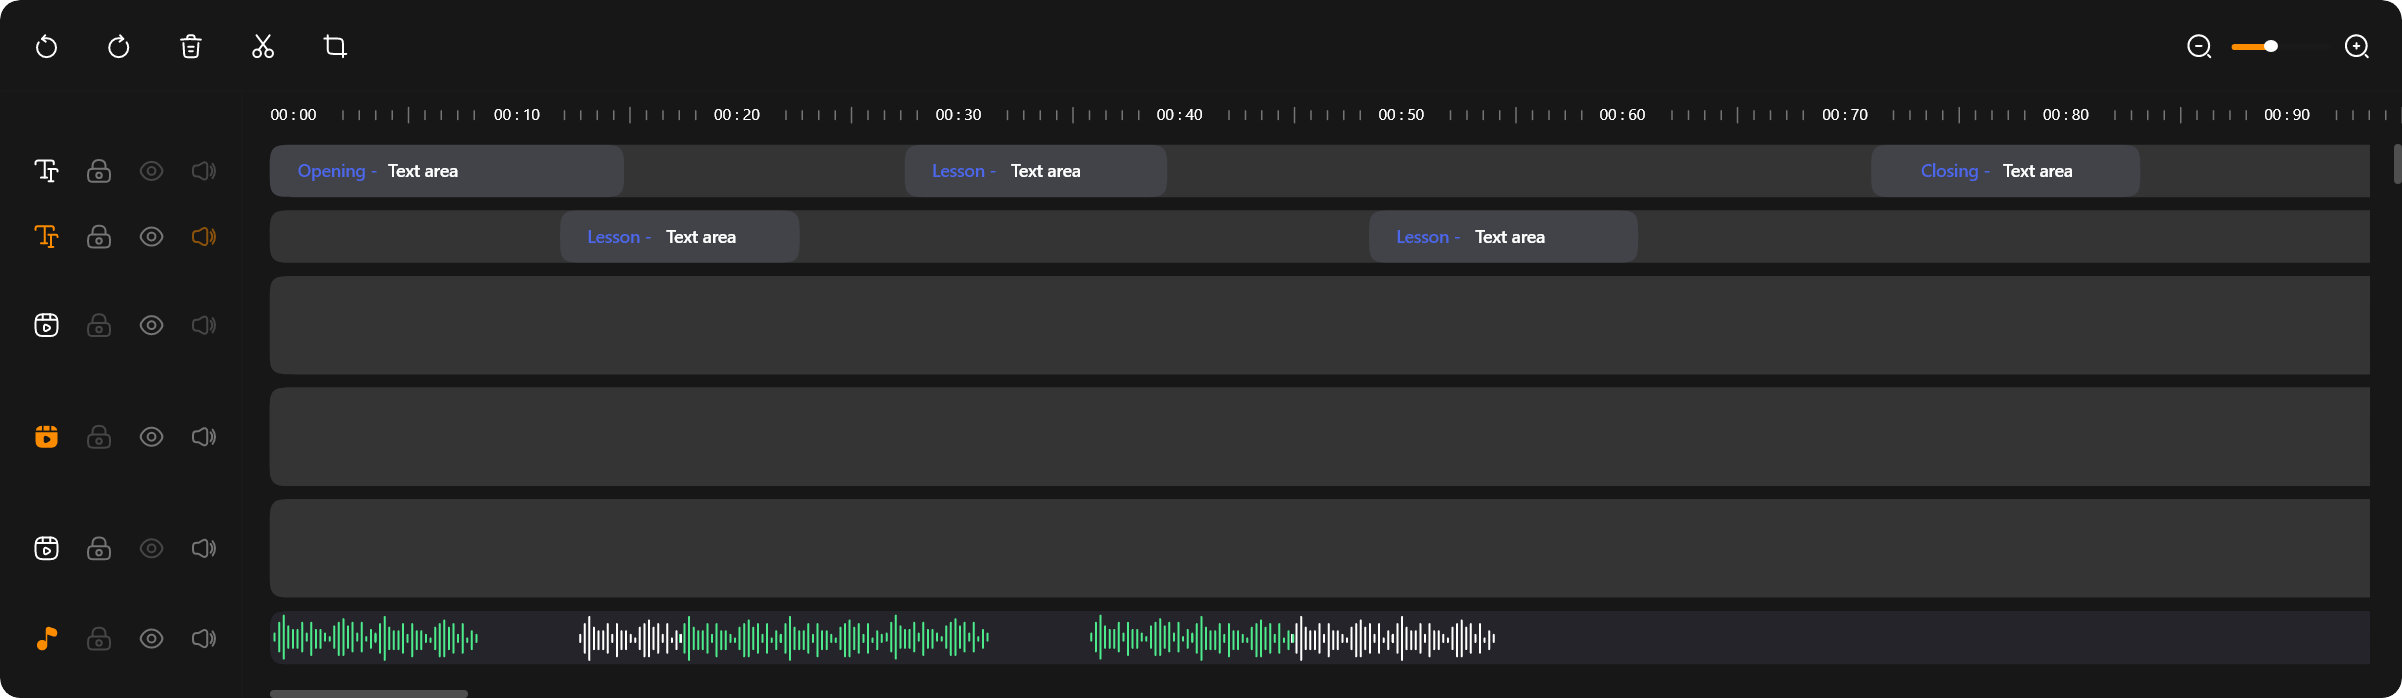 00 : 00 00 : 10 00 : 20 00 : 30 00 : 40 00 : 50 00 : 60 00 : 70 00 : 80 00 : 90
Opening - Text area Lesson - Text area Closing - Text area
Lesson - Text area Lesson - Text area